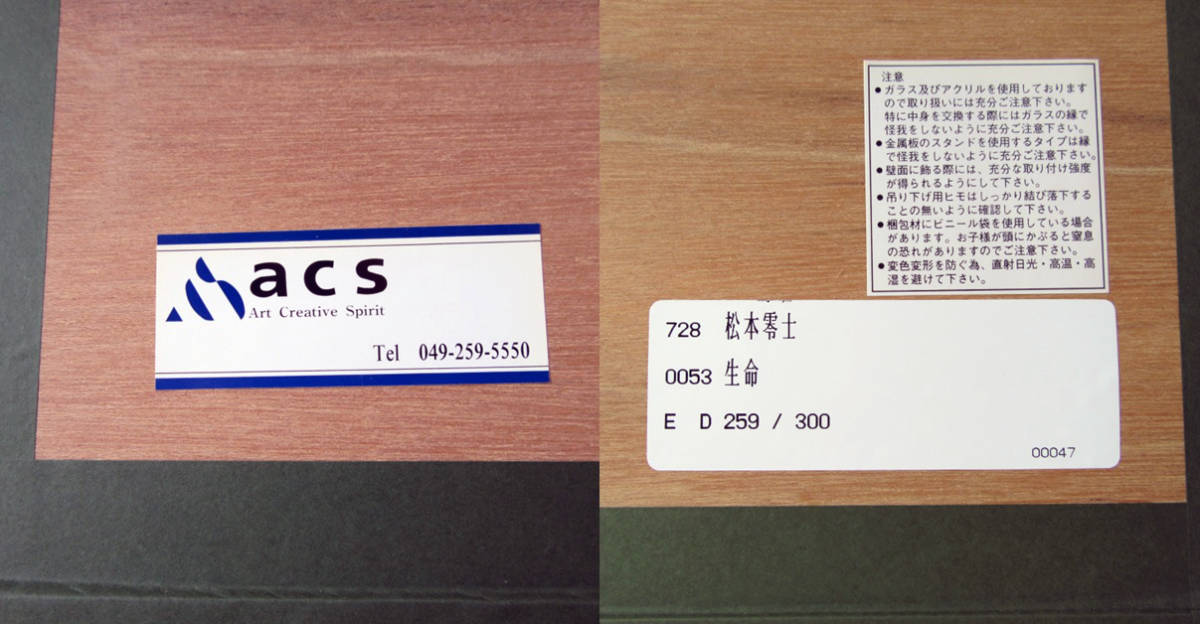 acs
Art Creative Spirit
Tel 049-259-5550
注意
●ガラス及びアクリルを使用しております
ので取り扱いには充分ご注意下さい。
特に中身を交換する際にはガラスの縁で
怪我をしないように充分ご注意下さい。
●金属板のスタンドを使用するタイプは縁
で怪我をしないように充分ご注意下さい。
●壁面に飾る際には、充分な取り付け強度
が得られるようにして下さい。
●吊り下げ用ヒモはしっかり結び落下する
ことの無いように確認して下さい。
●梱包材にビニール袋を使用している場合
があります。お子様が頭にかぶると窒息
の恐れがありますのでご注意下さい。
●変色変形を防ぐ為、直射日光・高温・高
湿を避けて下さい。
728 松本零士
0053 生命
E D 259 / 300
00047